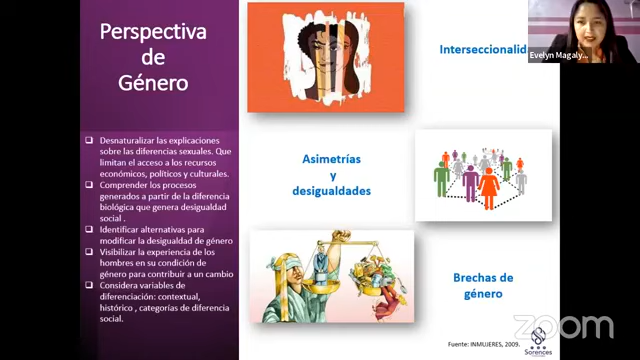 Perspectiva
de
Género
Desnaturalizar las explicaciones
sobre las diferencias sexuales. Que
limitan el acceso a los recursos
económicos, políticos y culturales.
Comprender los procesos
generados a partir de la diferencia
biológica que genera desigualdad
social .
Identificar alternativas para
modificar la desigualdad de género
Visibilizar la experiencia de los
hombres en su condición de
género para contribuir a un cambio
Considera variables de
diferenciación: contextual,
histórico , categorías de diferencia
social.
Interseccionalid
Evelyn Magaly...
Asimetrías
y
desigualdades
Brechas de
género
zoom
Fuente: INMUJERES, 2009.
Sorences